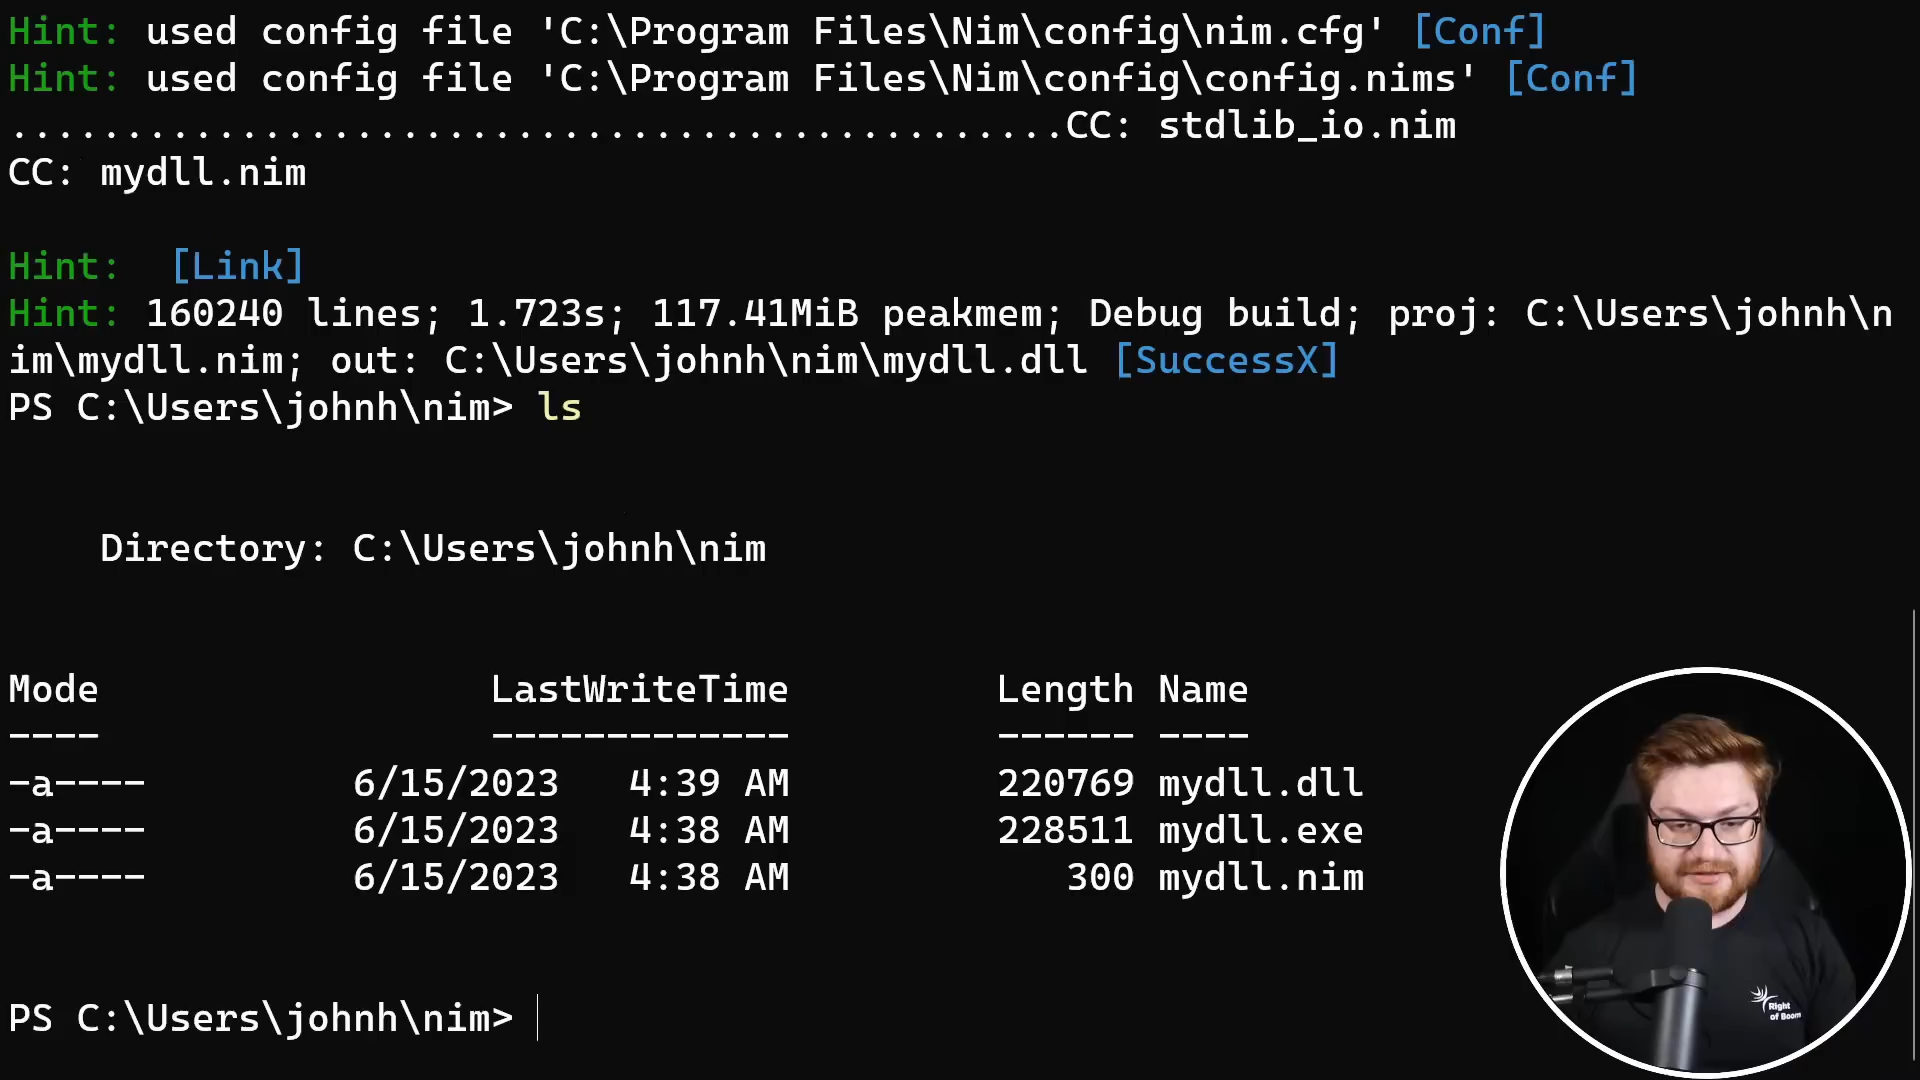 Hint: used config file 'C:\Program Files\Nim\config\nim.cfg' [Conf]
Hint: used config file 'C:\Program Files\Nim\config\config.nims' [Conf]
..............................................CC: stdlib_io.nim
CC: mydll.nim
Hint:  [Link]
Hint: 160240 lines; 1.723s; 117.41MiB peakmem; Debug build; proj: C:\Users\johnh\n
im\mydll.nim; out: C:\Users\johnh\nim\mydll.dll [SuccessX]
PS C:\Users\johnh\nim> ls
Directory: C:\Users\johnh\nim
Mode LastWriteTime Length Name
---- ------------- ------ ----
-a---- 6/15/2023 4:39 AM 220769 mydll.dll
-a---- 6/15/2023 4:38 AM 228511 mydll.exe
-a---- 6/15/2023 4:38 AM 300 mydll.nim
PS C:\Users\johnh\nim>
Right
of Boom